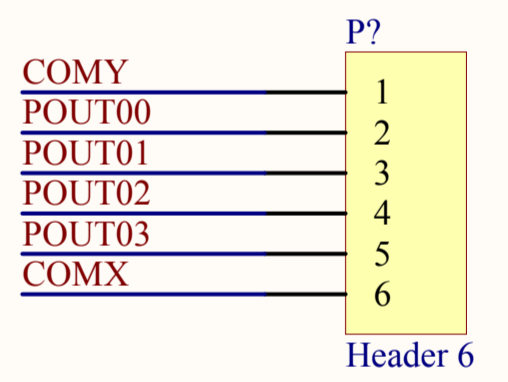 P?
COMY
1
POUT00
2
POUT01
3
POUT02
4
POUT03
5
COMX
6
Header 6